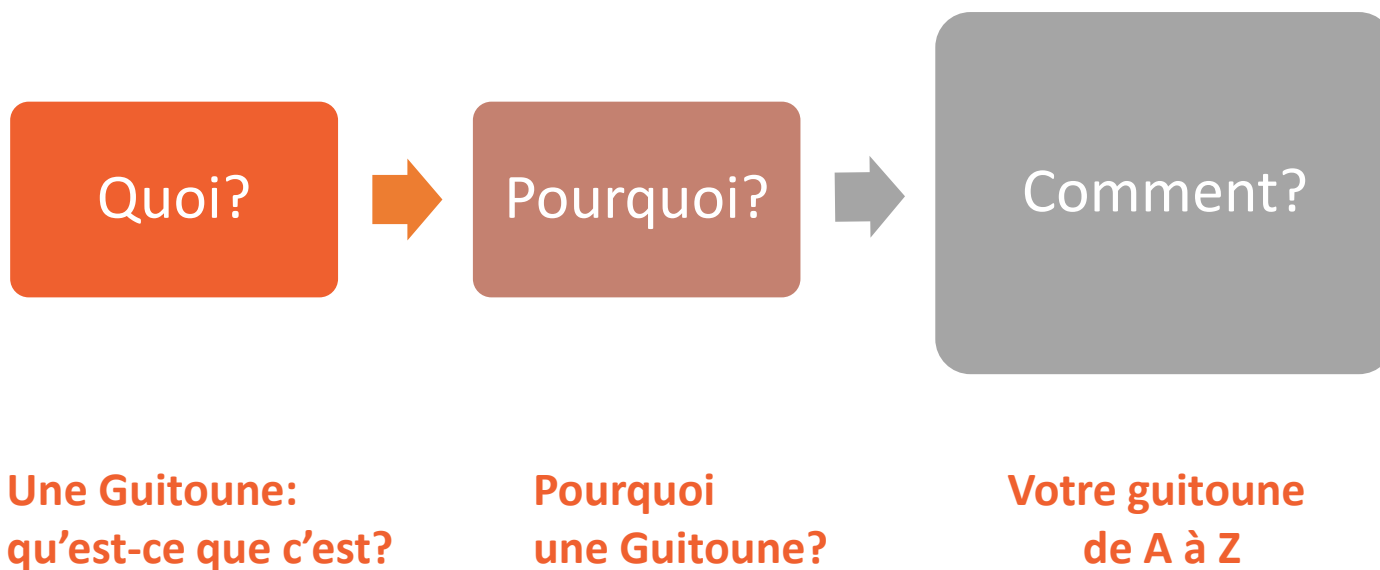 Quoi?
Pourquoi?
Comment?
Une Guitoune:
qu’est-ce que c’est?
Pourquoi
une Guitoune?
Votre guitoune
de A à Z